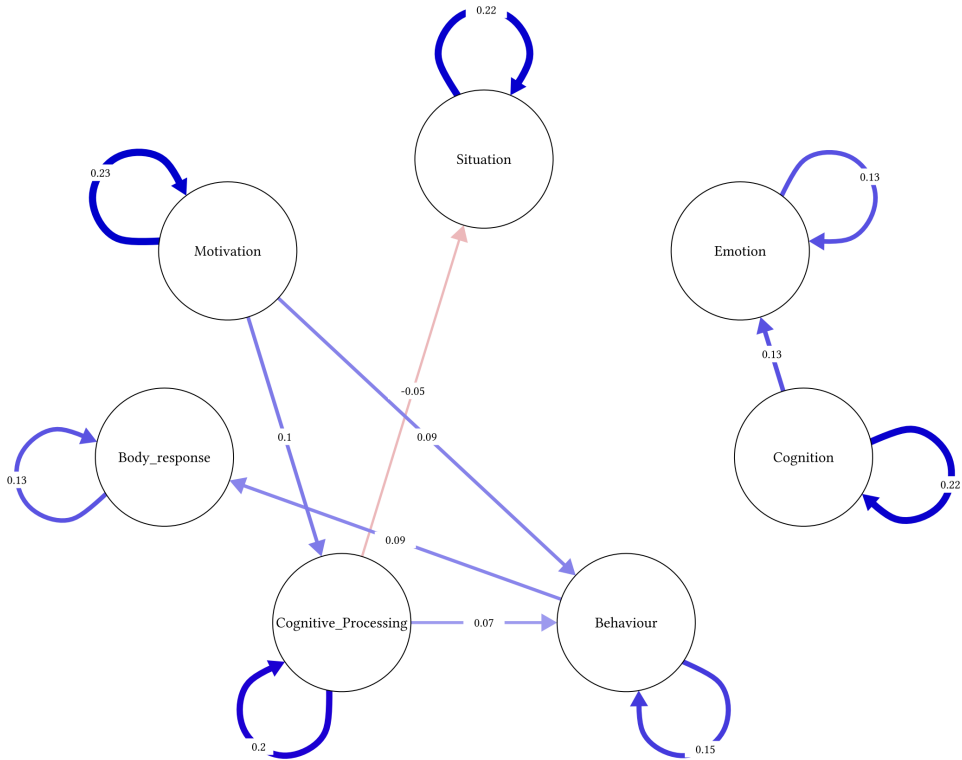 0.22
Situation
0.23
0.13
Motivation
Emotion
0.13
-0.05
0.1
0.09
Body_response
Cognition
0.13
0.22
0.09
Cognitive_Processing
0.07
Behaviour
0.2
0.15